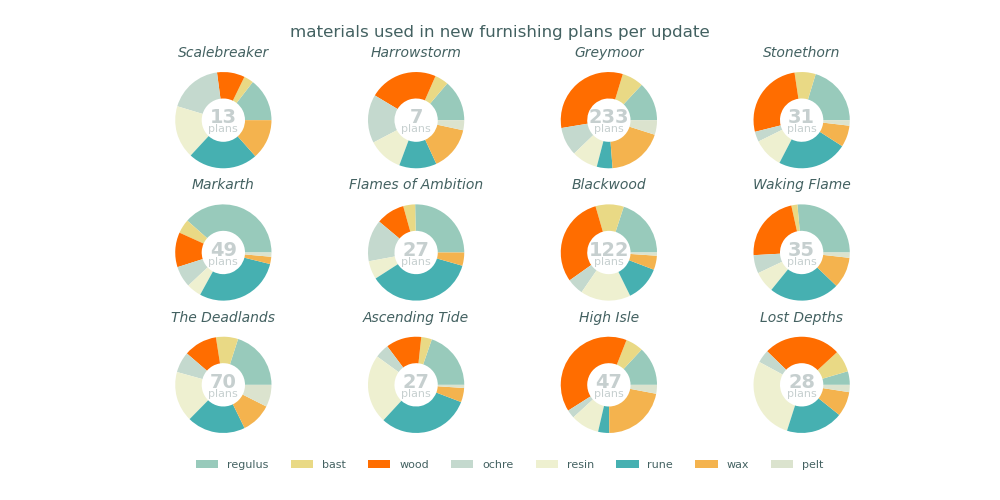 materials used in new furnishing plans per update
Scalebreaker
Harrowstorm
Greymoor
Stonethorn
13
plans
7
plans
233
plans
31
plans
Markarth
Flames of Ambition
Blackwood
Waking Flame
49
plans
27
plans
122
plans
35
plans
The Deadlands
Ascending Tide
High Isle
Lost Depths
70
plans
27
plans
47
plans
28
plans
regulus bast wood ochre resin rune wax pelt